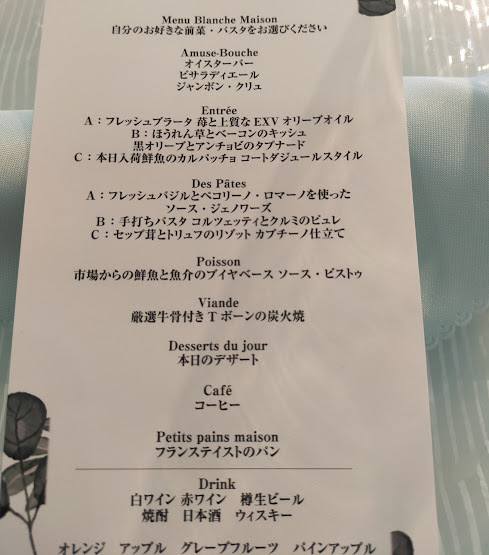 Menu Blanche Maison
自分のお好きな前菜・パスタをお選びください
Amuse-Bouche
オイスターバー
ピサラディエール
ジャンボン・クリュ
Entrée
A：フレッシュブラータ 苺と上質な EXV オリーブオイル
B：ほうれん草とベーコンのキッシュ
黒オリーブとアンチョビのタプナード
C：本日入荷鮮魚のカルパッチョ コートダジュールスタイル
Des Pâtes
A：フレッシュバジルとペコリーノ・ロマーノを使った
ソース・ジェノワーズ
B：手打ちパスタ コルツェッティとクルミのピュレ
C：セップ茸とトリュフのリゾット カプチーノ仕立て
Poisson
市場からの鮮魚と魚介のブイヤベース ソース・ピストゥ
Viande
厳選牛骨付き T ボーンの炭火焼
Desserts du jour
本日のデザート
Café
コーヒー
Petits pains maison
フランステイストのパン
Drink
白ワイン 赤ワイン 樽生ビール
焼酎 日本酒 ウィスキー
オレンジ アップル グレープフルーツ パインアップル